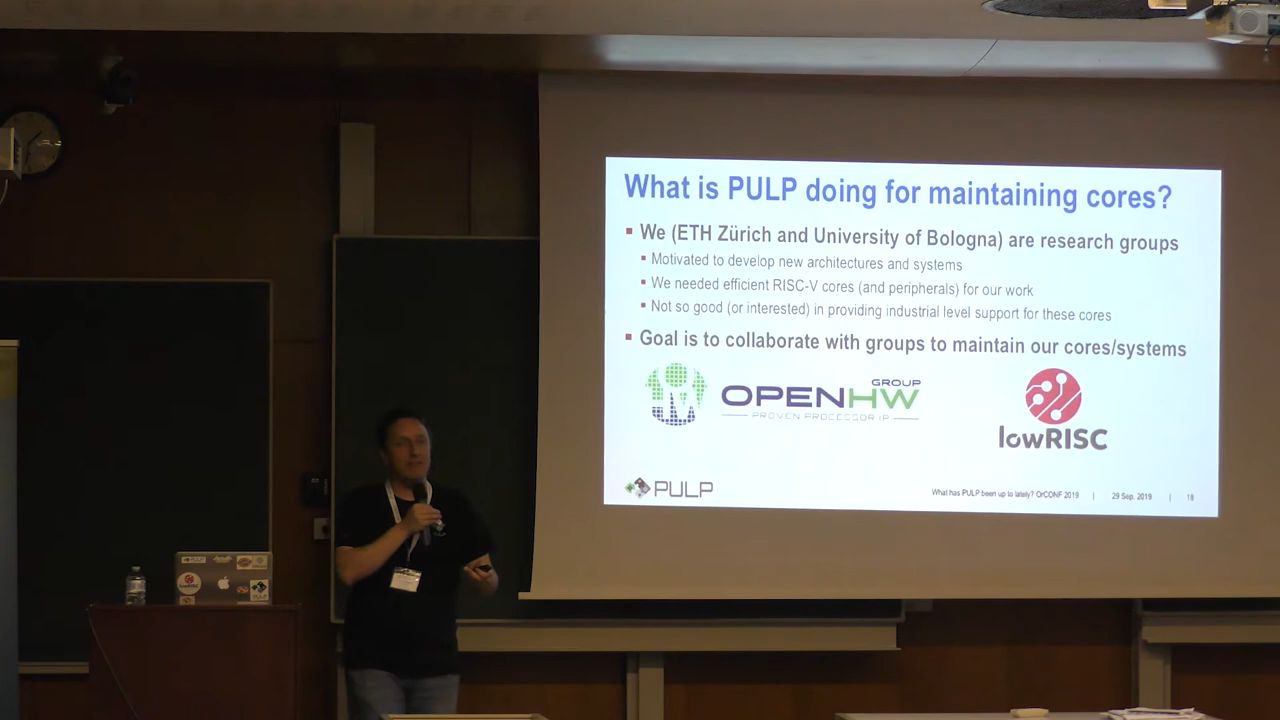 What is PULP doing for maintaining cores?
We (ETH Zürich and University of Bologna) are research groups
Motivated to develop new architectures and systems
We needed efficient RISC-V cores (and peripherals) for our work
Not so good (or interested) in providing industrial level support for these cores
Goal is to collaborate with groups to maintain our cores/systems
OPENHW GROUP
PROVEN PROCESSOR IP
lowRISC
PULP
What has PULP been up to lately? OrCONF 2019 | 29 Sep. 2019 | 18
PULP
lowRISC
PULP